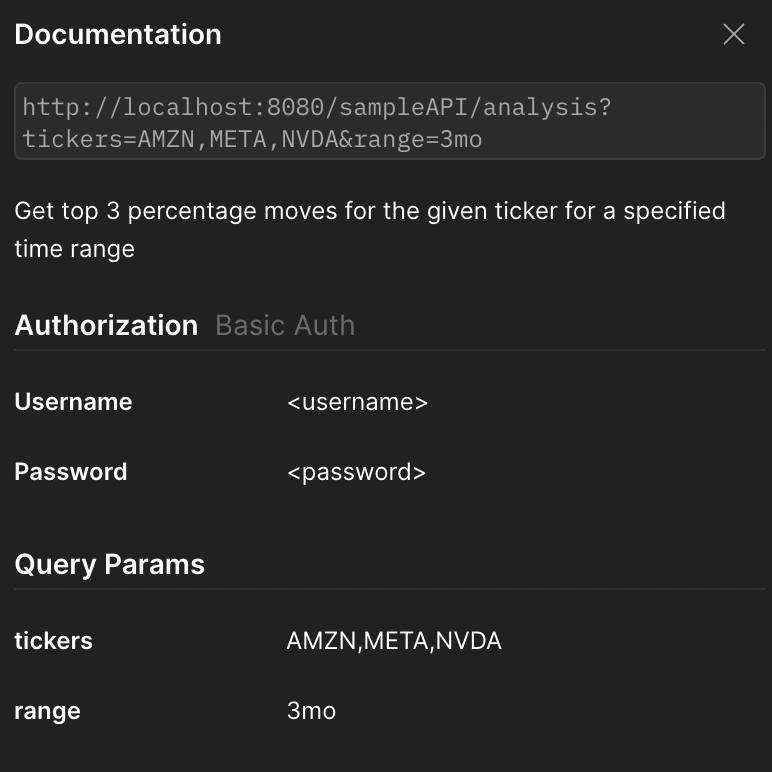 Documentation
http://localhost:8080/sampleAPI/analysis?
tickers=AMZN,META,NVDA&range=3mo
Get top 3 percentage moves for the given ticker for a specified
time range
Authorization Basic Auth
Username <username>
Password <password>
Query Params
tickers AMZN,META,NVDA
range 3mo